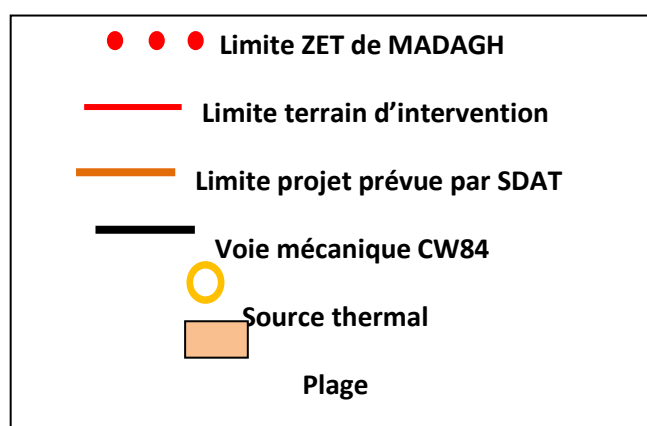 Limite ZET de MADAGH
Limite terrain d’intervention
Limite projet prévue par SDAT
Voie mécanique CW84
Source thermal
Plage